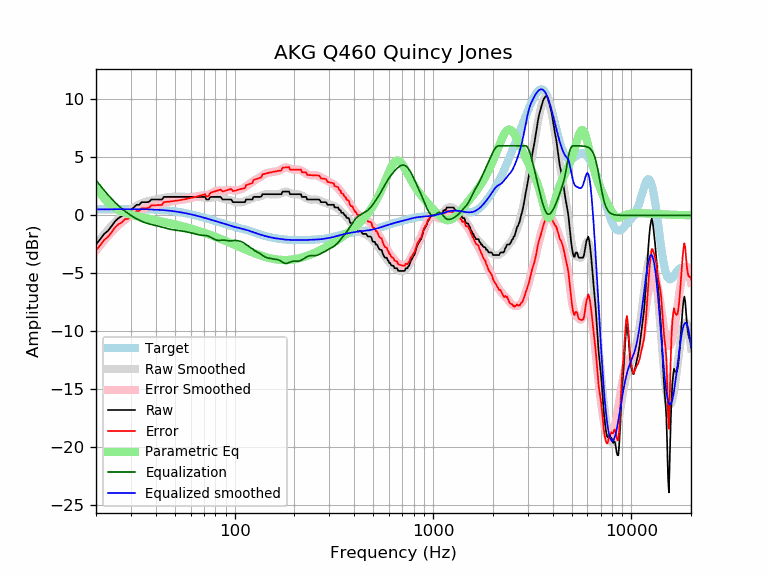 AKG Q460 Quincy Jones
Amplitude (dBr)
10
5
0
−5
−10
−15
−20
−25
Target
Raw Smoothed
Error Smoothed
Raw
Error
Parametric Eq
Equalization
Equalized smoothed
100
1000
10000
Frequency (Hz)